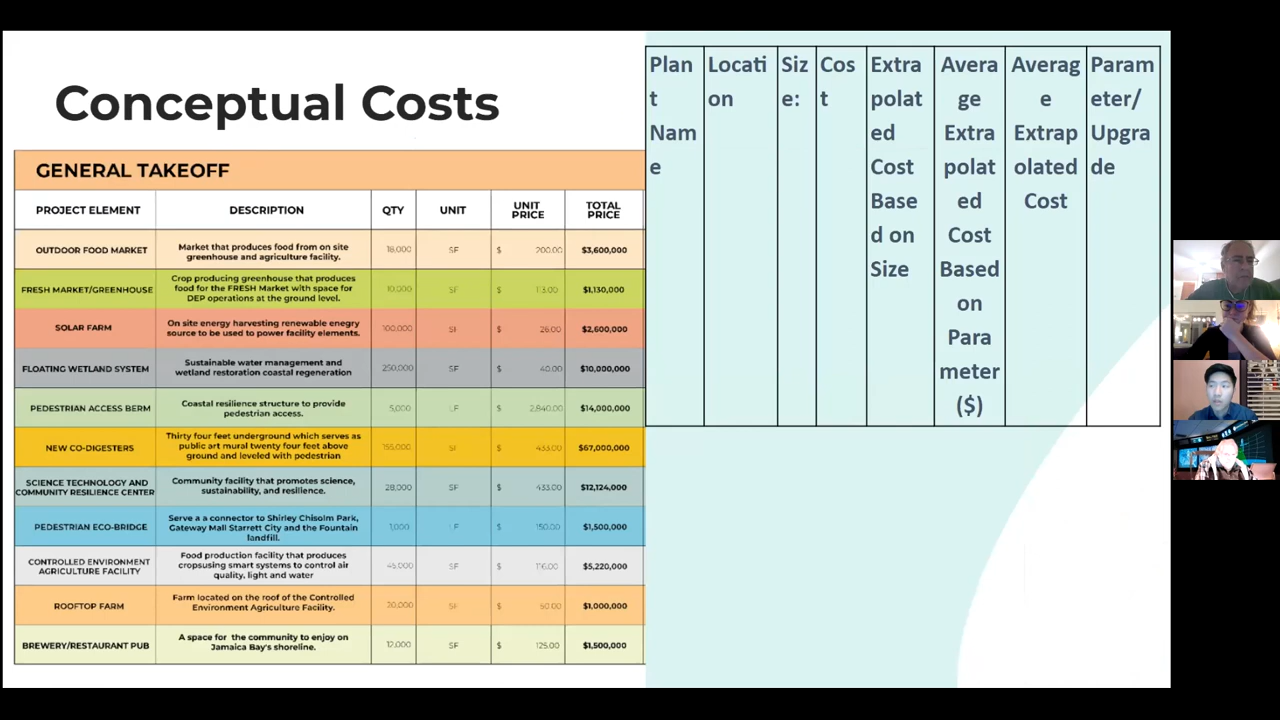 Conceptual Costs
GENERAL TAKEOFF
PROJECT ELEMENT DESCRIPTION QTY UNIT UNIT PRICE TOTAL PRICE
OUTDOOR FOOD MARKET
Market that produces food from on site
greenhouse and agriculture facility.
18,000 SF $ 200.00 $3,600,000
FRESH MARKET/GREENHOUSE
Crop producing greenhouse that produces
food for the FRESH Market with space for
DEP operations at the ground level.
10,000 SF $ 113.00 $1,130,000
SOLAR FARM
On site energy harvesting renewable enegry
source to be used to power facility elements.
100,000 SF $ 26.00 $2,600,000
FLOATING WETLAND SYSTEM
Sustainable water management and
wetland restoration coastal regeneration
250,000 SF $ 40.00 $10,000,000
PEDESTRIAN ACCESS BERM
Coastal resilience structure to provide
pedestrian access.
5,000 LF $ 2,840.00 $14,000,000
NEW CO-DIGESTERS
Thirty four feet underground which serves as
public art mural twenty four feet above
ground and leveled with pedestrian
155,000 SF $ 433.00 $67,000,000
SCIENCE TECHNOLOGY AND
COMMUNITY RESILIENCE CENTER
Community facility that promotes science,
sustainability, and resilience.
28,000 SF $ 433.00 $12,124,000
PEDESTRIAN ECO-BRIDGE
Serve a a connector to Shirley Chisolm Park,
Gateway Mall Starrett City and the Fountain
landfill.
1,000 LF $ 150.00 $1,500,000
CONTROLLED ENVIRONMENT
AGRICULTURE FACILITY
Food production facility that produces
cropsusing smart systems to control air
quality, light and water
45,000 SF $ 116.00 $5,220,000
ROOFTOP FARM
Farm located on the roof of the Controlled
Environment Agriculture Facility.
20,000 SF $ 50.00 $1,000,000
BREWERY/RESTAURANT PUB
A space for the community to enjoy on
Jamaica Bay's shoreline.
12,000 SF $ 125.00 $1,500,000
Plan
t
Nam
e
Locati
on
Siz
e:
Cos
t
Extra
polat
ed
Cost
Base
d on
Size
Avera
ge
Extra
polat
ed
Cost
Based
on
Para
meter
($)
Averag
e
Extrap
olated
Cost
Param
eter/
Upgra
de